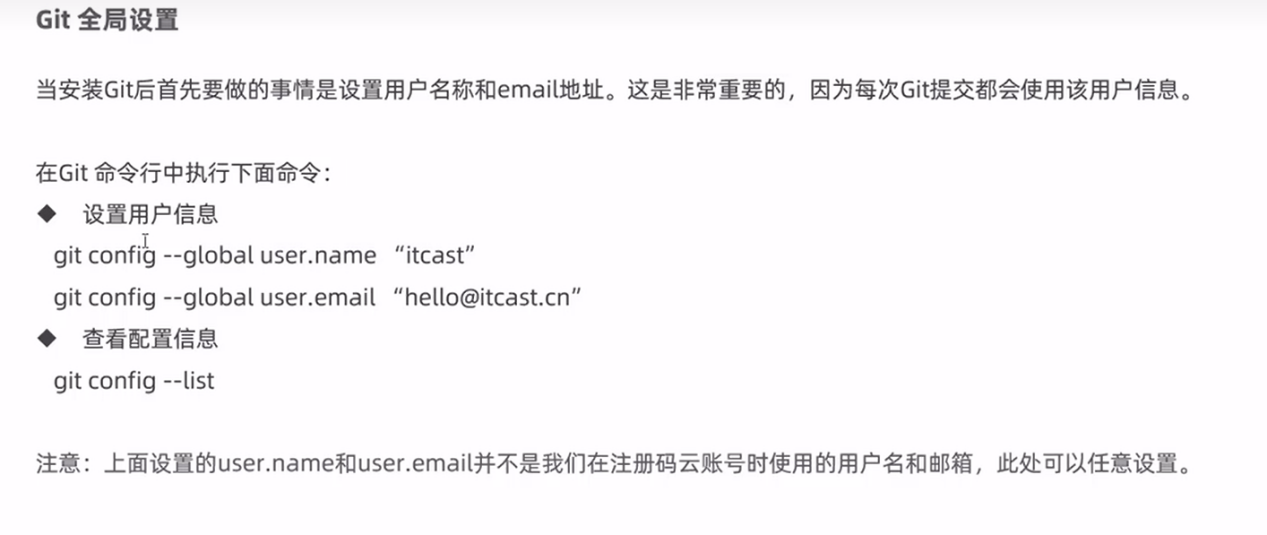 Git 全局设置
当安装Git后首先要做的事情是设置用户名称和email地址。这是非常重要的，因为每次Git提交都会使用该用户信息。
在Git 命令行中执行下面命令：
◆ 设置用户信息
git config --global user.name “itcast”
git config --global user.email “hello@itcast.cn”
◆ 查看配置信息
git config --list
注意：上面设置的user.name和user.email并不是我们在注册码云账号时使用的用户名和邮箱，此处可以任意设置。